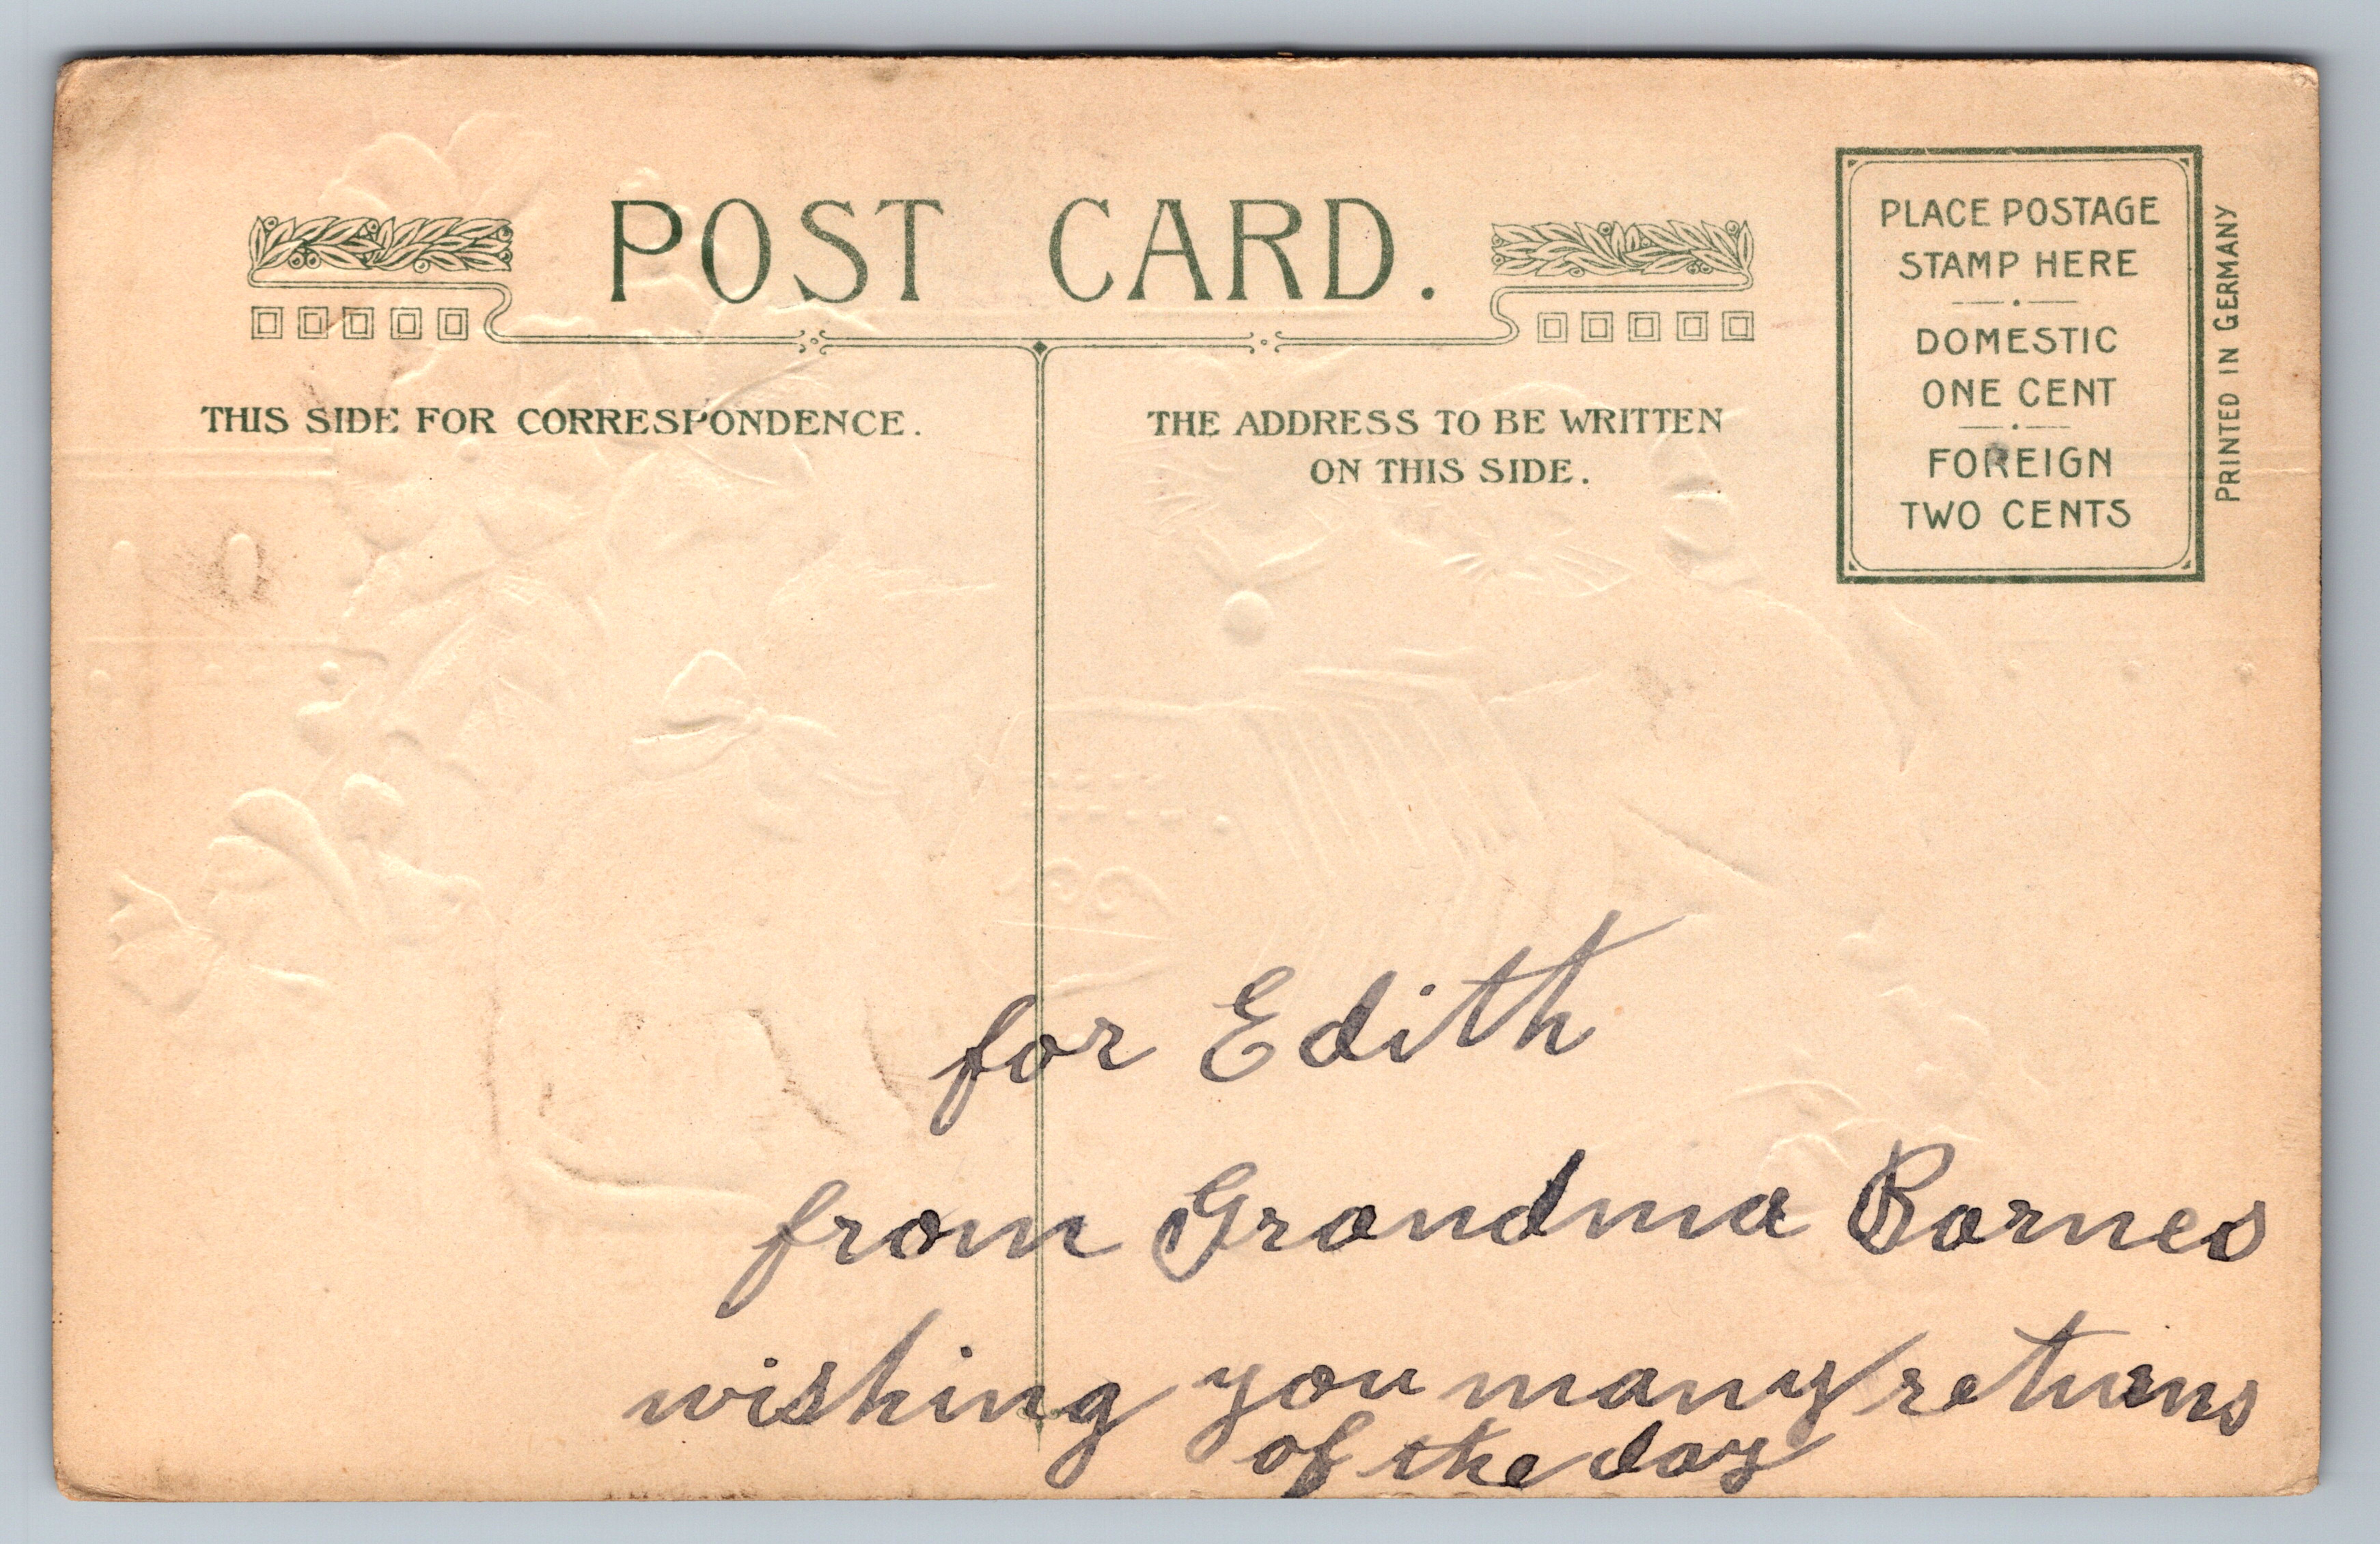 POST CARD.
THIS SIDE FOR CORRESPONDENCE.
THE ADDRESS TO BE WRITTEN
ON THIS SIDE.
PLACE POSTAGE
STAMP HERE
DOMESTIC
ONE CENT
FOREIGN
TWO CENTS
PRINTED IN GERMANY
for Edith
from Grandma Barnes
wishing you many returns
of the day